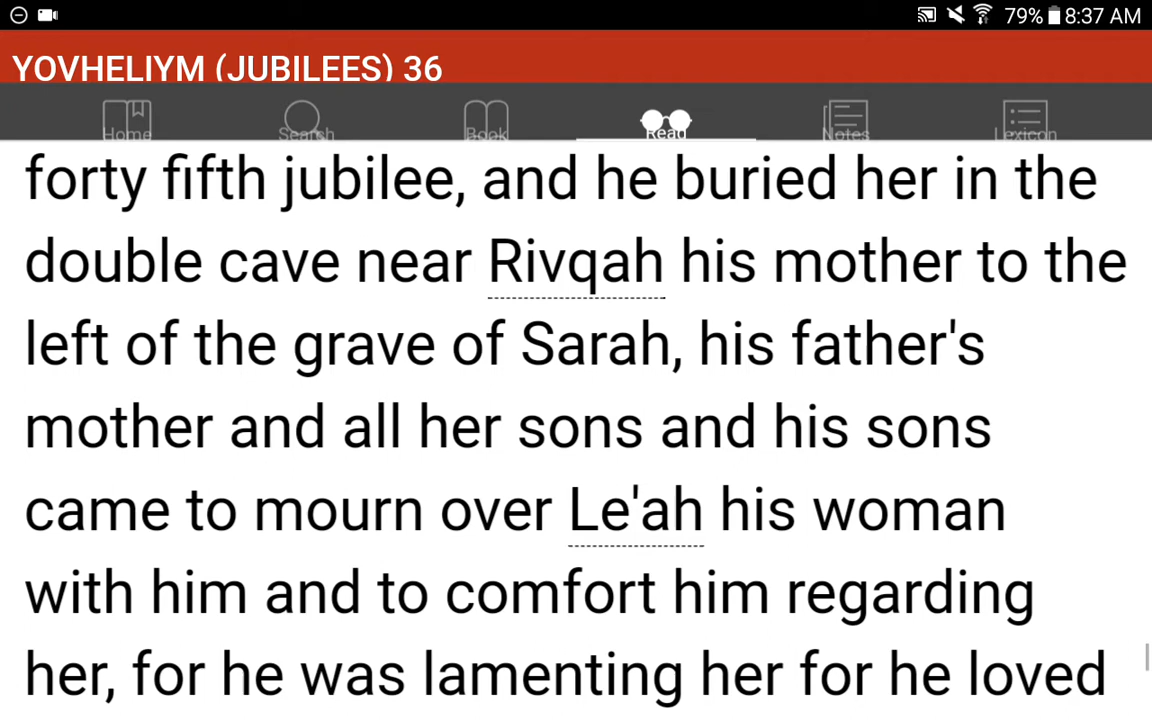 79% 8:37 AM
YOVHELIYM (JUBILEES) 36
Home Search Book Read Notes Lexicon
forty fifth jubilee, and he buried her in the
double cave near Rivqah his mother to the
left of the grave of Sarah, his father's
mother and all her sons and his sons
came to mourn over Le'ah his woman
with him and to comfort him regarding
her, for he was lamenting her for he loved